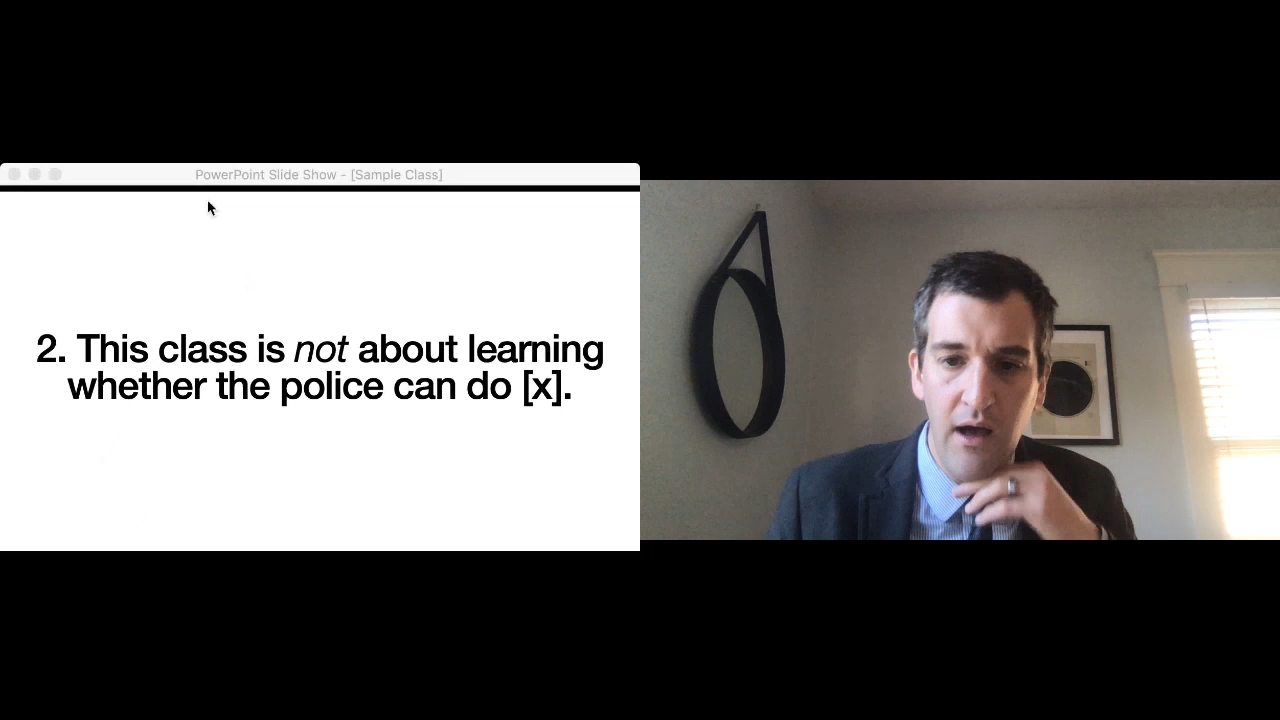 PowerPoint Slide Show - [Sample Class]
2. This class is not about learning
whether the police can do [x].